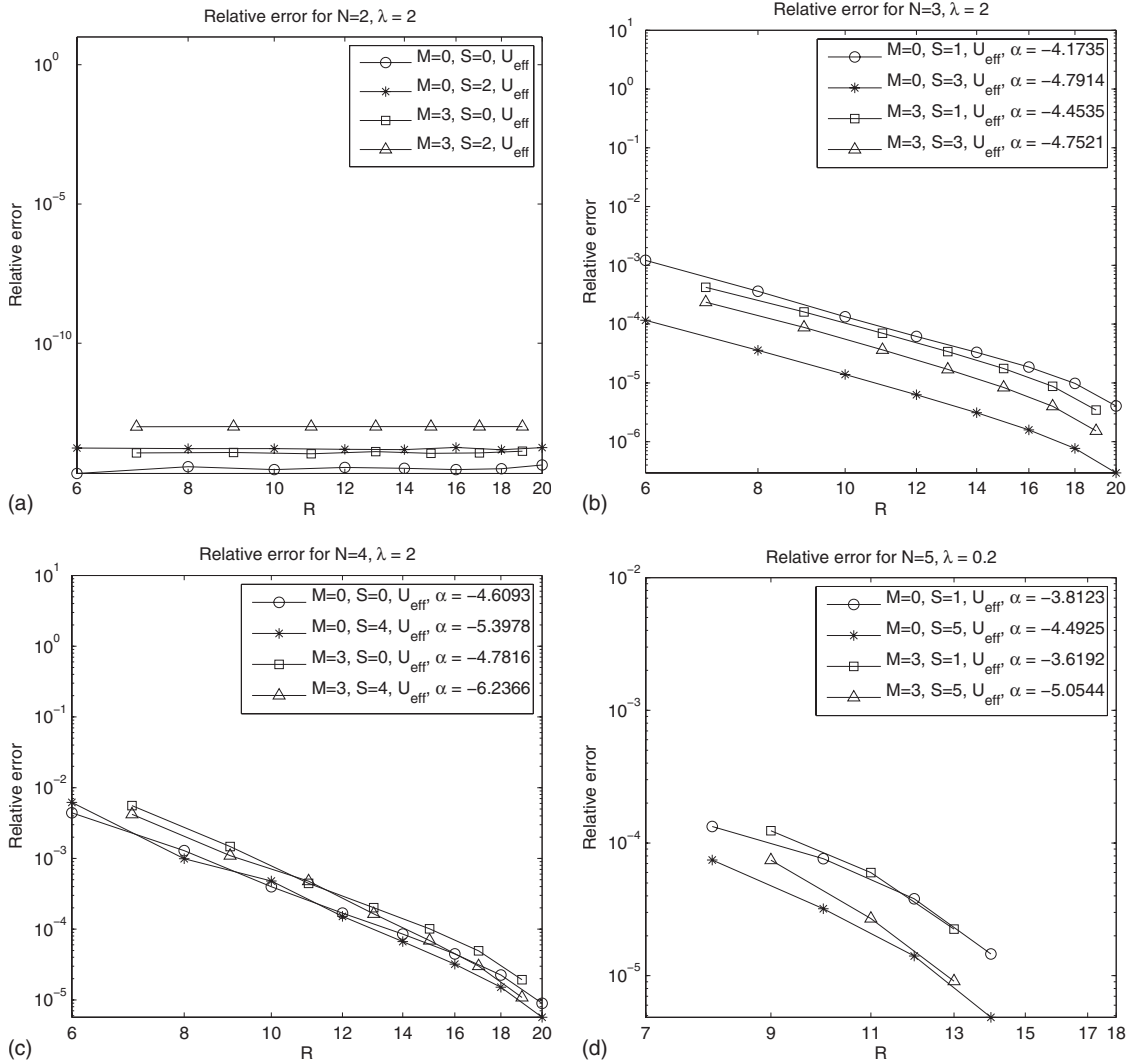 Relative error for N=2, λ = 2
M=0, S=0, U_eff
M=0, S=2, U_eff
M=3, S=0, U_eff
M=3, S=2, U_eff
10^0
10^-5
10^-10
Relative error
6 8 10 12 14 16 18 20
R
(a)
Relative error for N=3, λ = 2
M=0, S=1, U_eff, α = −4.1735
M=0, S=3, U_eff, α = −4.7914
M=3, S=1, U_eff, α = −4.4535
M=3, S=3, U_eff, α = −4.7521
10^1
10^0
10^-1
10^-2
10^-3
10^-4
10^-5
10^-6
Relative error
6 8 10 12 14 16 18 20
R
(b)
Relative error for N=4, λ = 2
M=0, S=0, U_eff, α = −4.6093
M=0, S=4, U_eff, α = −5.3978
M=3, S=0, U_eff, α = −4.7816
M=3, S=4, U_eff, α = −6.2366
10^1
10^0
10^-1
10^-2
10^-3
10^-4
10^-5
Relative error
6 8 10 12 14 16 18 20
R
(c)
Relative error for N=5, λ = 0.2
M=0, S=1, U_eff, α = −3.8123
M=0, S=5, U_eff, α = −4.4925
M=3, S=1, U_eff, α = −3.6192
M=3, S=5, U_eff, α = −5.0544
10^-2
10^-3
10^-4
10^-5
Relative error
7 9 11 13 15 17 18
R
(d)